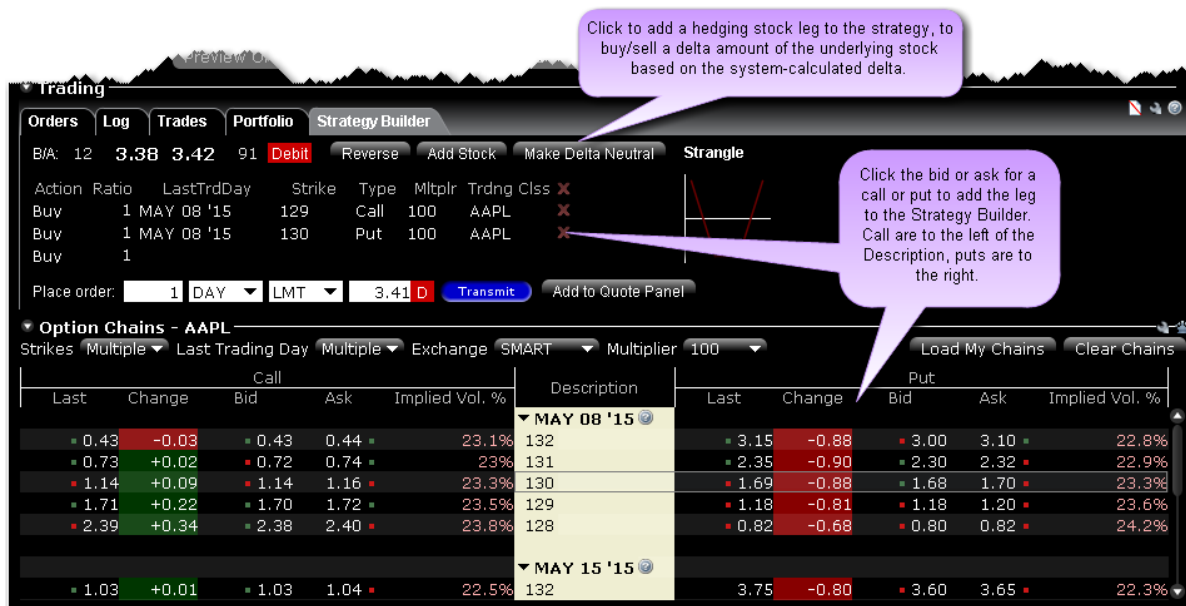 Click to add a hedging stock leg to the strategy, to
buy/sell a delta amount of the underlying stock
based on the system-calculated delta.
Trading
Orders Log Trades Portfolio Strategy Builder
B/A: 12 3.38 3.42 91 Debit Reverse Add Stock Make Delta Neutral Strangle
Action Ratio LastTrdDay Strike Type Mltplr Trdng Clss
Buy 1 MAY 08 '15 129 Call 100 AAPL
Buy 1 MAY 08 '15 130 Put 100 AAPL
Buy 1
Click the bid or ask for a
call or put to add the leg
to the Strategy Builder.
Call are to the left of the
Description, puts are to
the right.
Place order: 1 DAY LMT 3.41 D Transmit Add to Quote Panel
Option Chains - AAPL
Strikes Multiple Last Trading Day Multiple Exchange SMART Multiplier 100 Load My Chains Clear Chains
Call Description Put
Last Change Bid Ask Implied Vol. % Last Change Bid Ask Implied Vol. %
MAY 08 '15
0.43 -0.03 0.43 0.44 23.1% 132 3.15 -0.88 3.00 3.10 22.8%
0.73 +0.02 0.72 0.74 23% 131 2.35 -0.90 2.30 2.32 22.9%
1.14 +0.09 1.14 1.16 23.3% 130 1.69 -0.88 1.68 1.70 23.3%
1.71 +0.22 1.70 1.72 23.5% 129 1.18 -0.81 1.18 1.20 23.6%
2.39 +0.34 2.38 2.40 23.8% 128 0.82 -0.68 0.80 0.82 24.2%
MAY 15 '15
1.03 +0.01 1.03 1.04 22.5% 132 3.75 -0.80 3.60 3.65 22.3%